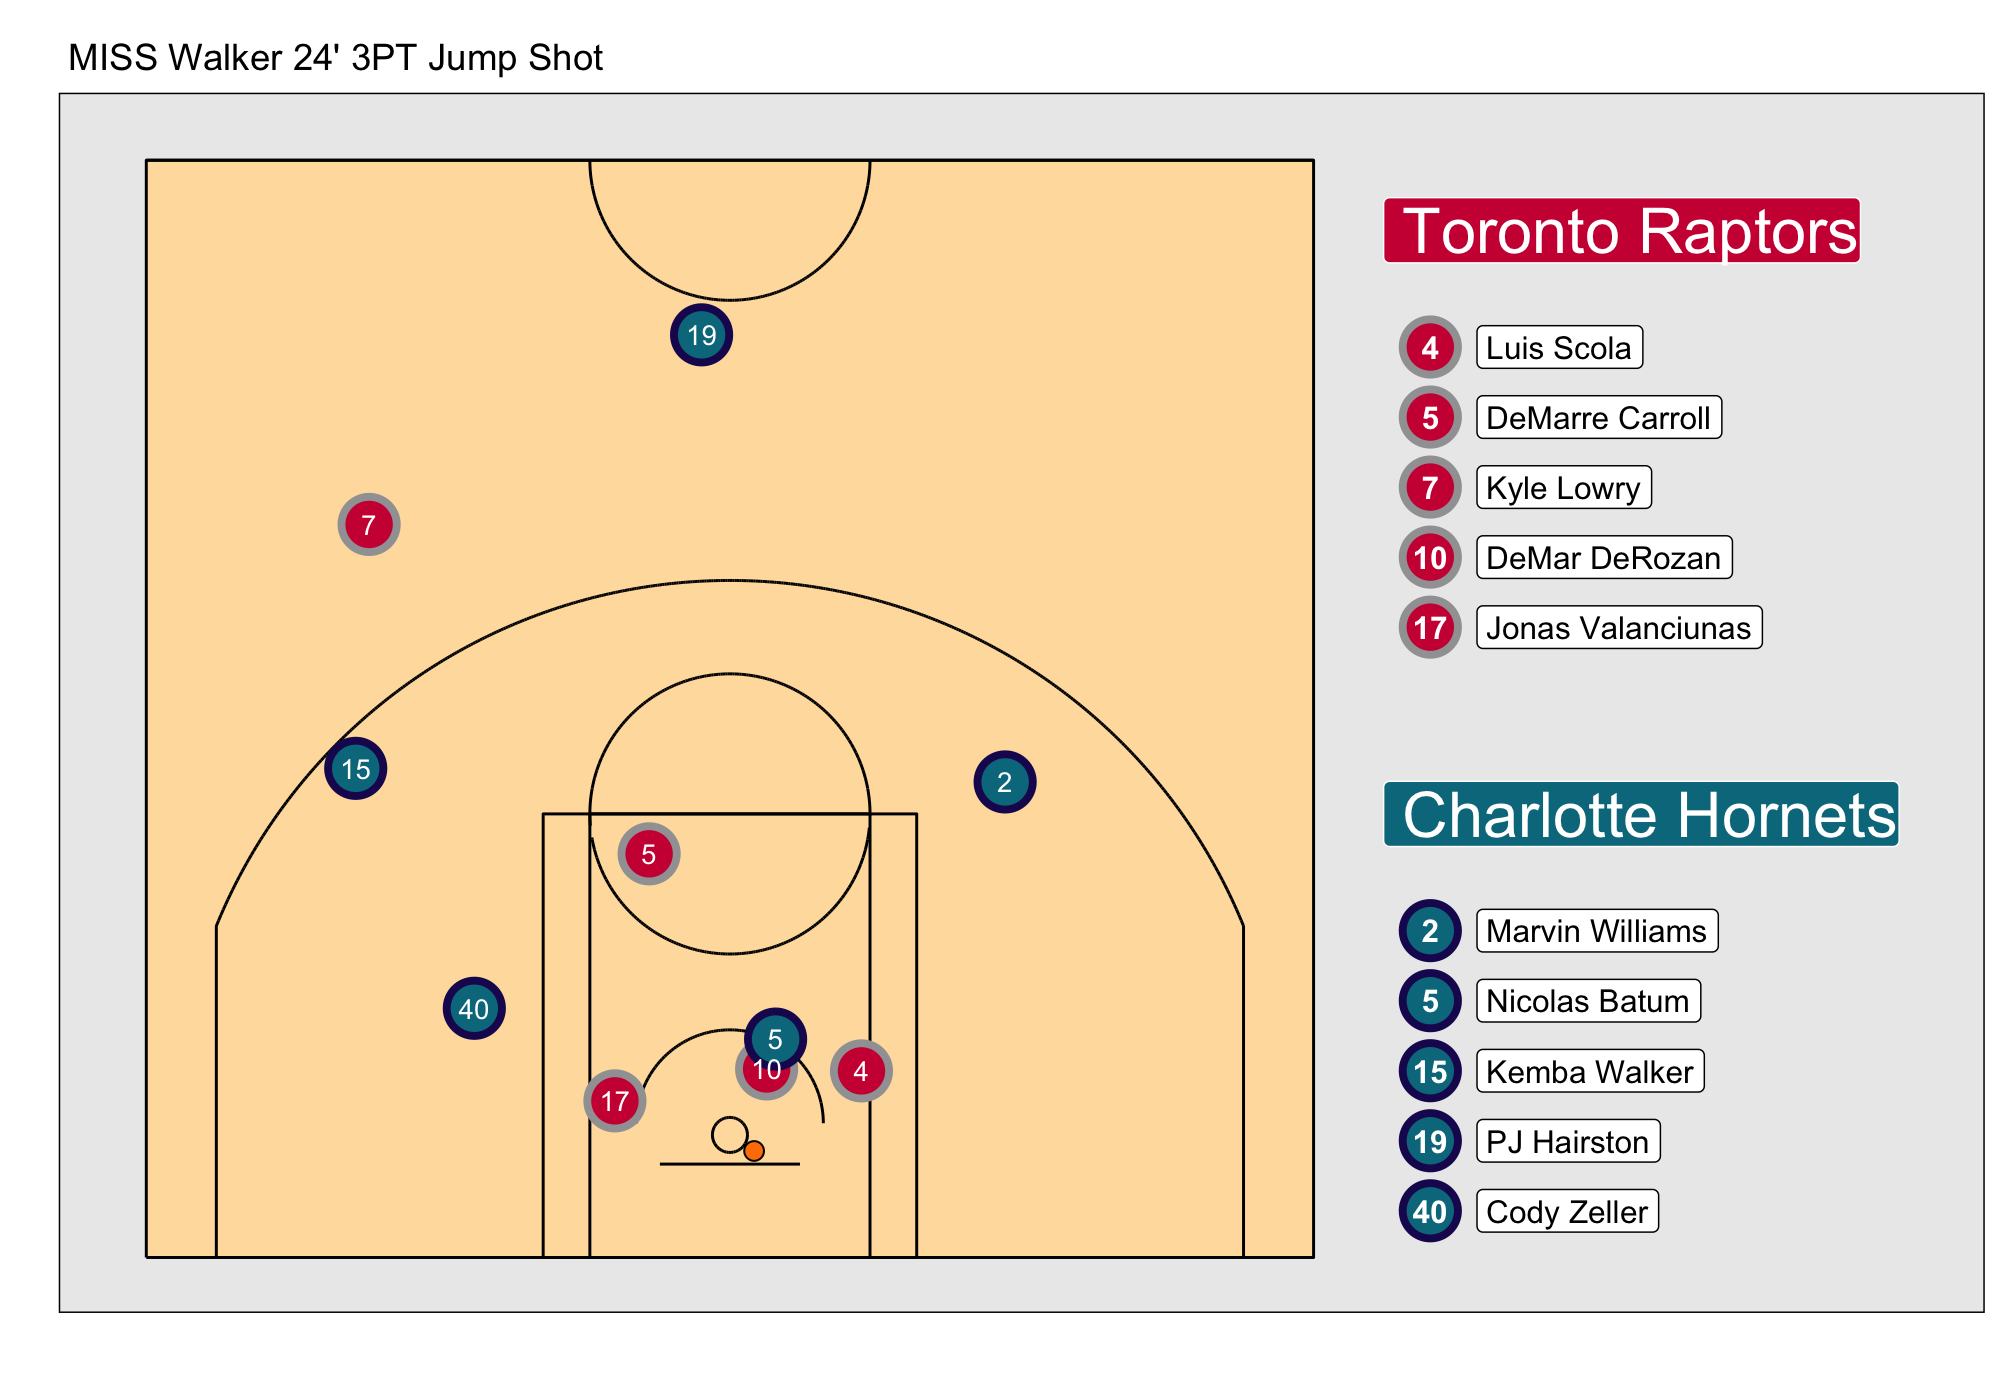 MISS Walker 24' 3PT Jump Shot
19
7
15
2
5
40
5
10
4
17
Toronto Raptors
4 Luis Scola
5 DeMarre Carroll
7 Kyle Lowry
10 DeMar DeRozan
17 Jonas Valanciunas
Charlotte Hornets
2 Marvin Williams
5 Nicolas Batum
15 Kemba Walker
19 PJ Hairston
40 Cody Zeller